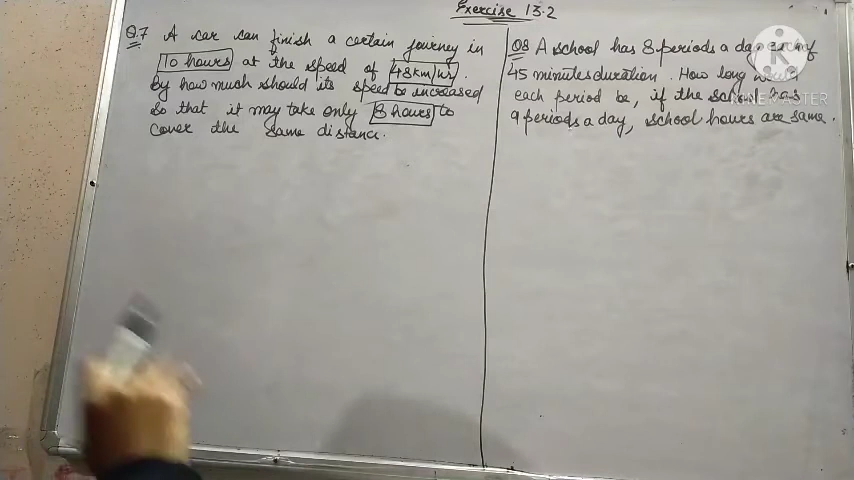 Exercise 13.2
Q.7 A car can finish a certain journey in
10 hours at the speed of 48km/hr.
By how much should its speed be increased
so that it may take only 8 hours to
cover the same distance.
Q8 A school has 8 periods a day each of
45 minutes duration. How long would
each period be, if the school has
9 periods a day, school hours are same.
KINEMASTER